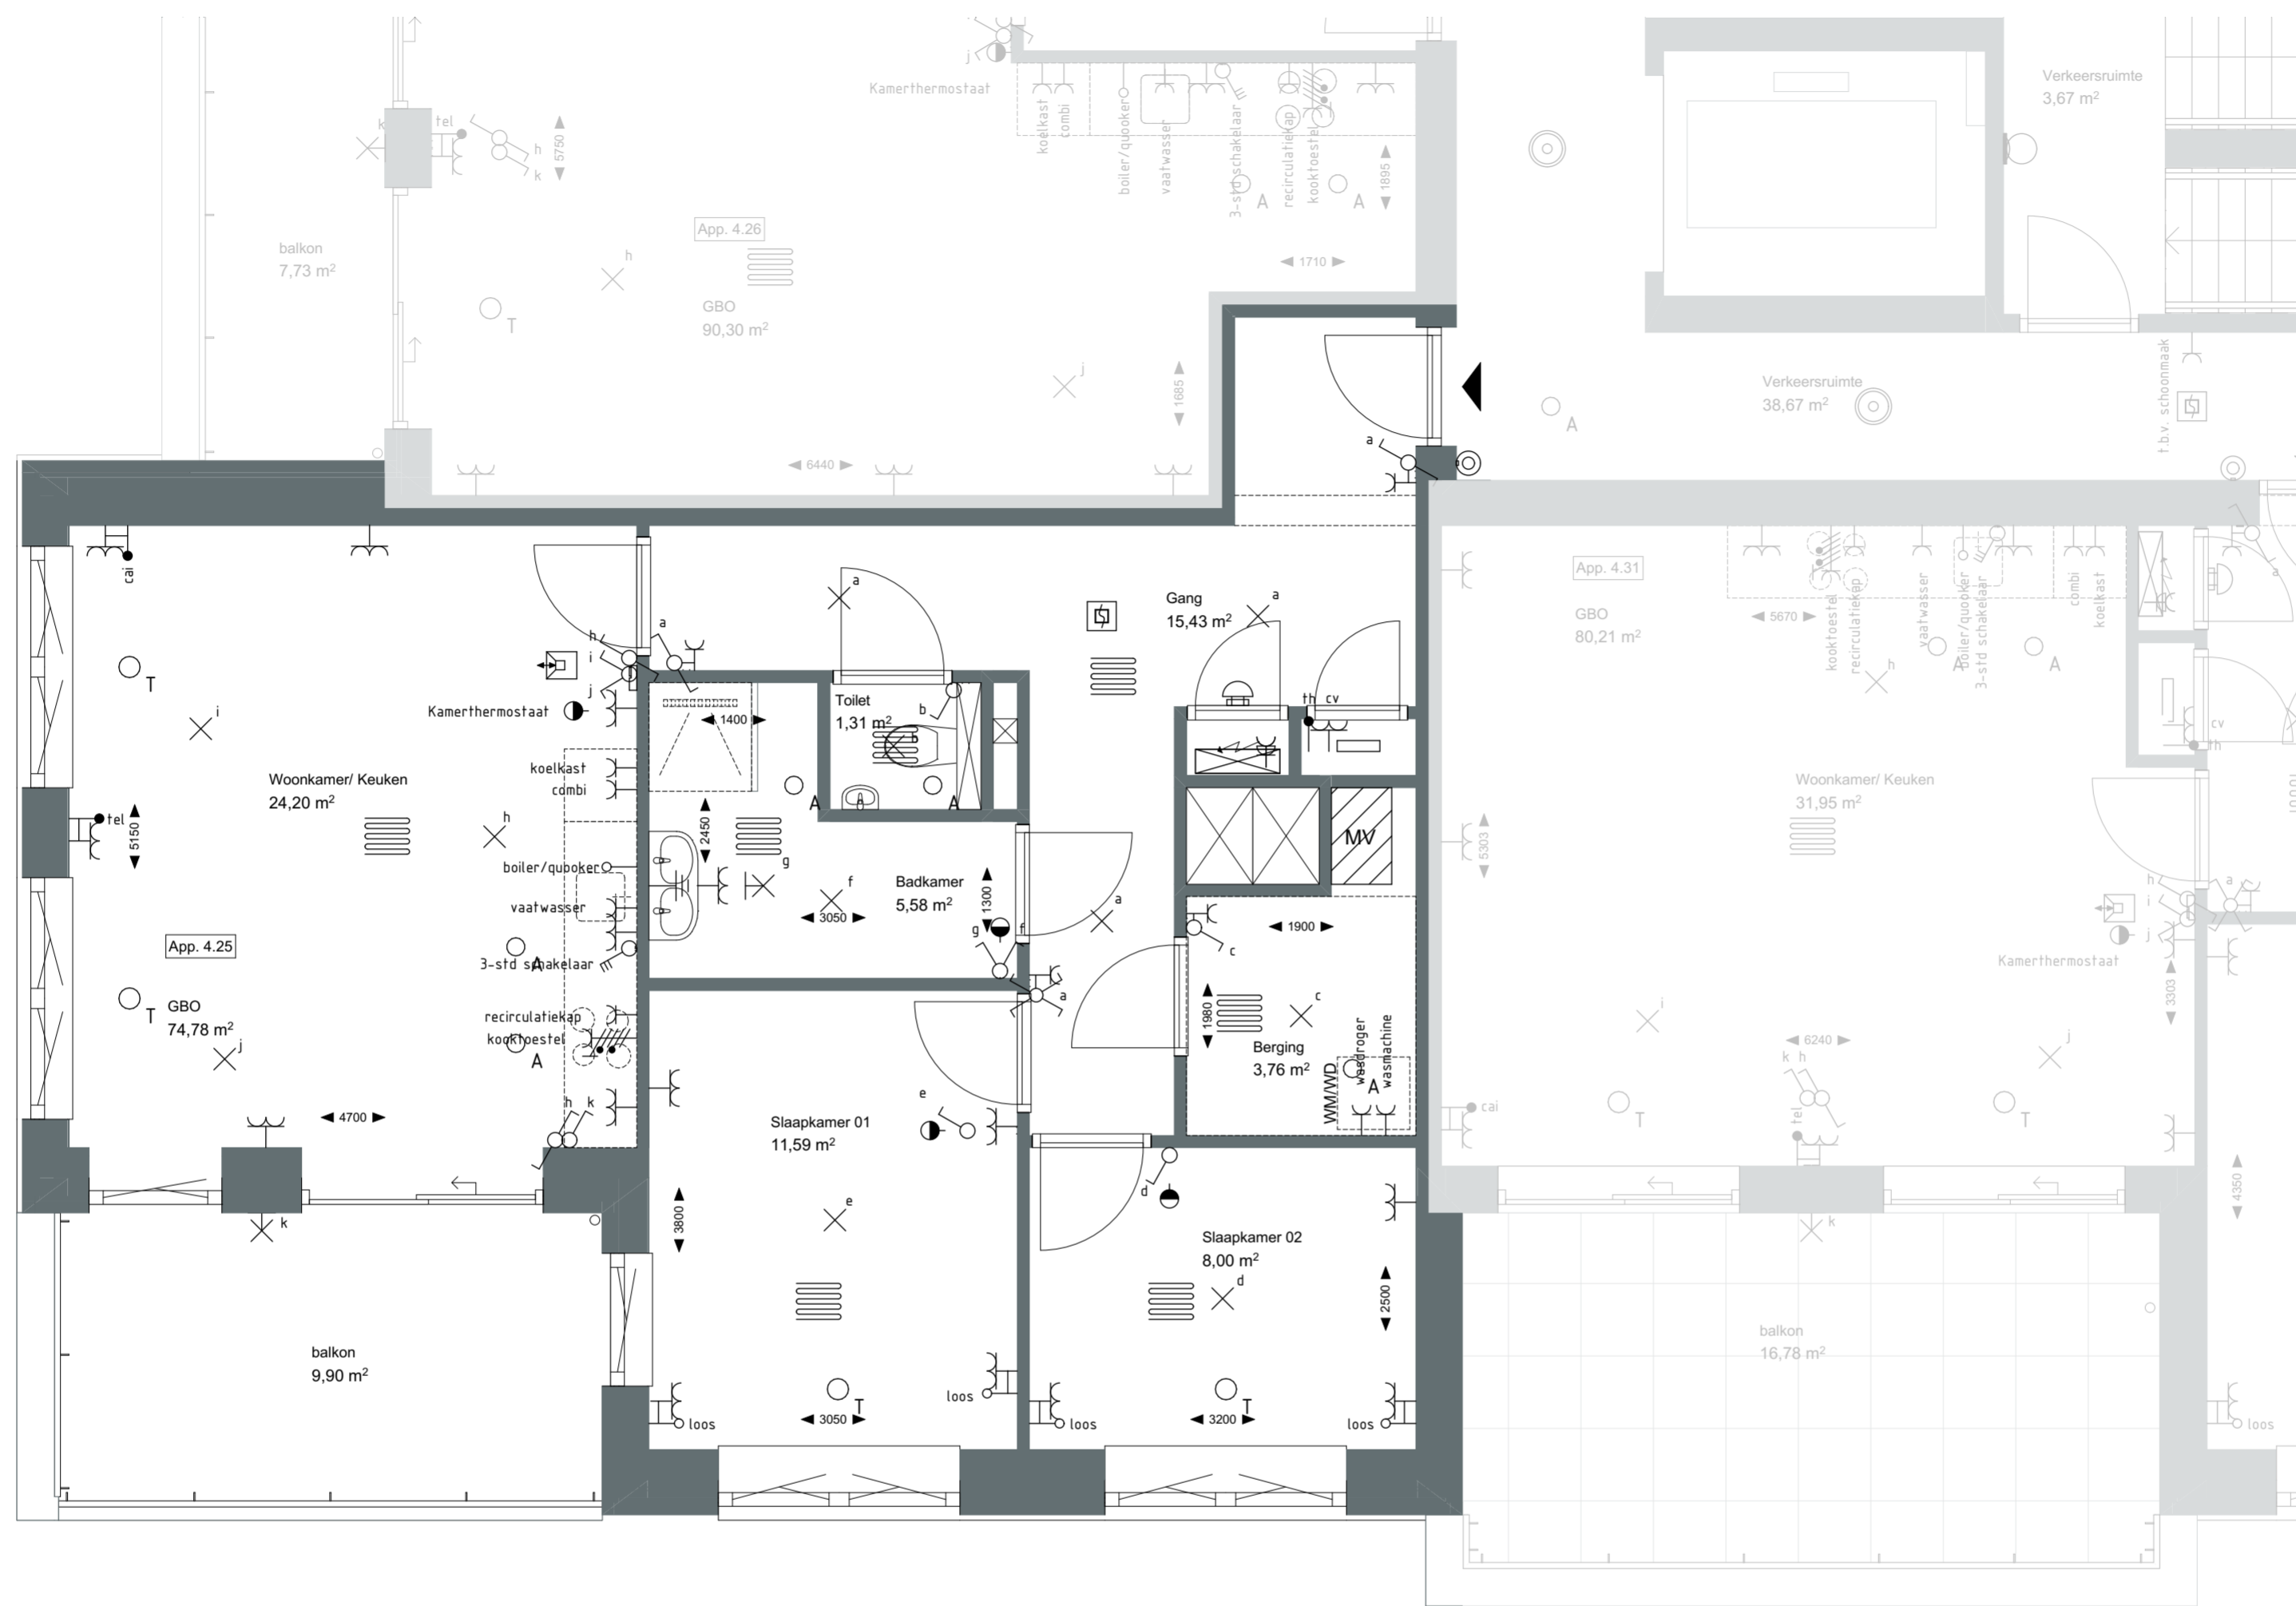 Kamerthermostaat
j
koelkast
combi
boiler/quooker
vaatwasser
3-std schakelaar
recirculatiekap
kooktoestel
A
A
1895
1710
k
tel
h
k
5750
balkon
7,73 m²
App. 4.26
GBO
90,30 m²
h
T
j
1685
6440
Verkeersruimte
3,67 m²
Verkeersruimte
38,67 m²
A
t.b.v. schoonmaak
a
cai
T
i
h
i
j
a
Kamerthermostaat
koelkast
combi
Woonkamer/ Keuken
24,20 m²
h
tel
5150
boiler/quooker
vaatwasser
App. 4.25
A
3-std schakelaar
T
GBO
74,78 m²
recirculatiekap
kooktoestel
A
j
4700
h
k
k
balkon
9,90 m²
a
Toilet
1,31 m²
b
b
A
1400
A
2450
g
f
3050
Badkamer
5,58 m²
1300
g
f
a
a
Gang
15,43 m²
a
th
cv
MV
1900
c
c
1980
Berging
3,76 m²
WM/WD
wasdroger
wasmachine
A
Slaapkamer 01
11,59 m²
e
e
3800
T
3050
loos
loos
d
Slaapkamer 02
8,00 m²
d
2500
T
3200
loos
loos
App. 4.31
GBO
80,21 m²
5670
kooktoestel
recirculatiekap
vaatwasser
boiler/quooker
3-std schakelaar
combi
koelkast
A
A
h
a
cv
th
Woonkamer/ Keuken
31,95 m²
5303
h
i
j
a
Kamerthermostaat
3303
i
j
6240
k
h
tel
T
T
cai
k
4350
balkon
16,78 m²
loos